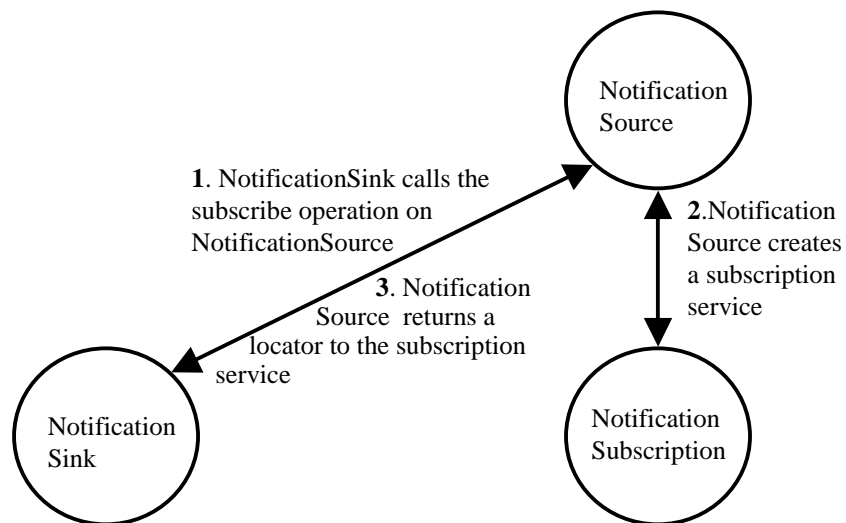 Notification
Source
1. NotificationSink calls the
subscribe operation on
NotificationSource
2.Notification
Source creates
a subscription
service
3. Notification
Source returns a
locator to the subscription
service
Notification
Sink
Notification
Subscription